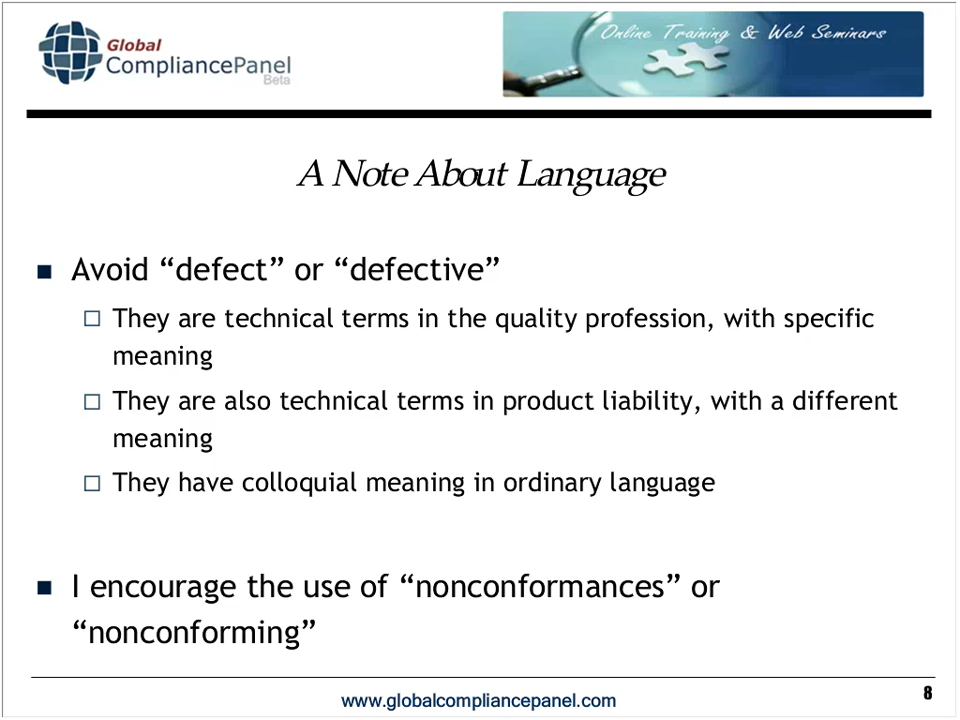 Global
CompliancePanel
Beta
Online Training & Web Seminars
A Note About Language
Avoid “defect” or “defective”
They are technical terms in the quality profession, with specific
meaning
They are also technical terms in product liability, with a different
meaning
They have colloquial meaning in ordinary language
I encourage the use of “nonconformances” or
“nonconforming”
www.globalcompliancepanel.com
8